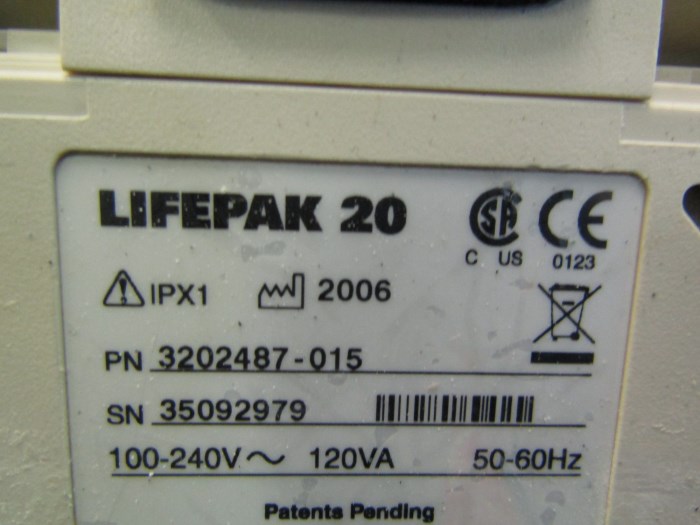 LIFEPAK 20
C US 0123
IPX1 2006
PN 3202487-015
SN 35092979
100-240V~ 120VA 50-60Hz
Patents Pending